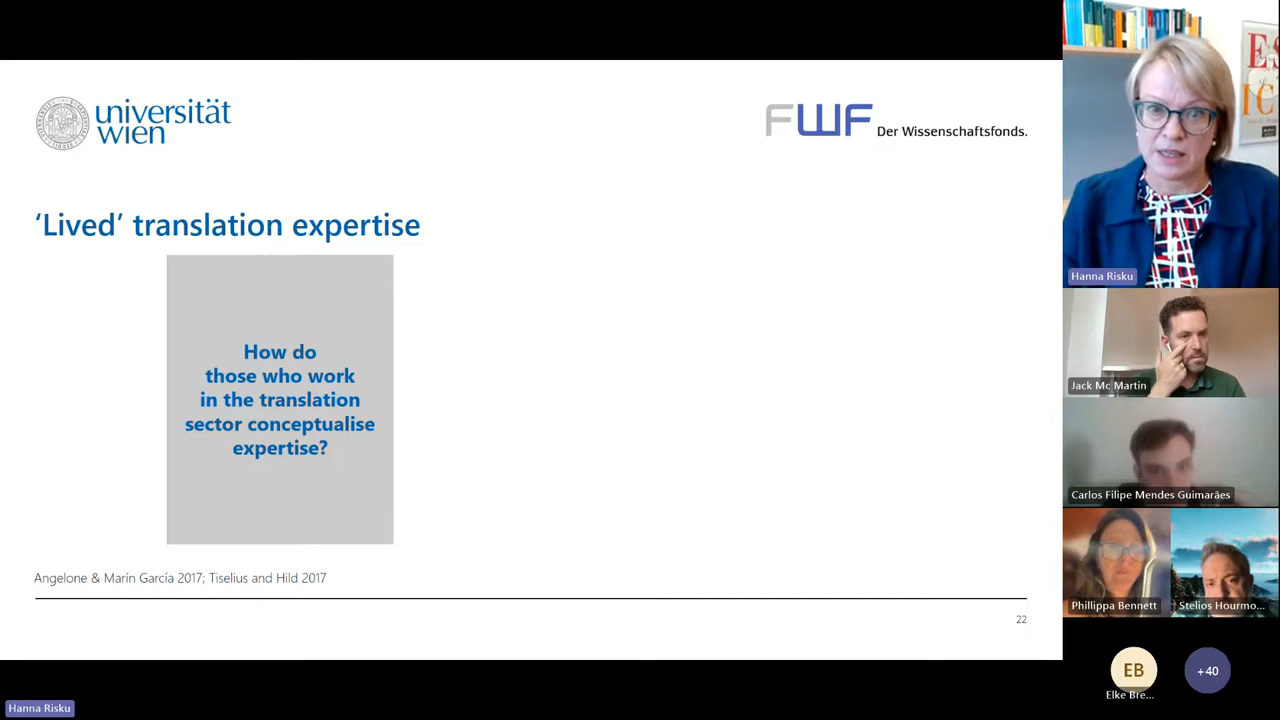 universität
wien
FWF Der Wissenschaftsfonds.
‘Lived’ translation expertise
How do
those who work
in the translation
sector conceptualise
expertise?
Angelone & Marín García 2017; Tiselius and Hild 2017
22
Hanna Risku
Jack Mc Martin
Carlos Filipe Mendes Guimarães
Phillippa Bennett
Stelios Hourmo...
EB
Elke Bre...
+40
Hanna Risku